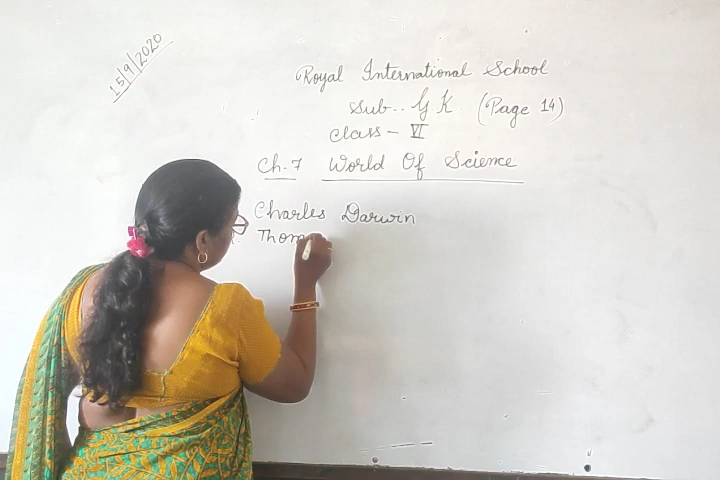 15/9/2020
Royal International School
Sub.. G.K. (Page 14)
Class - VI
Ch.7 World Of Science
Charles Darwin
Thom